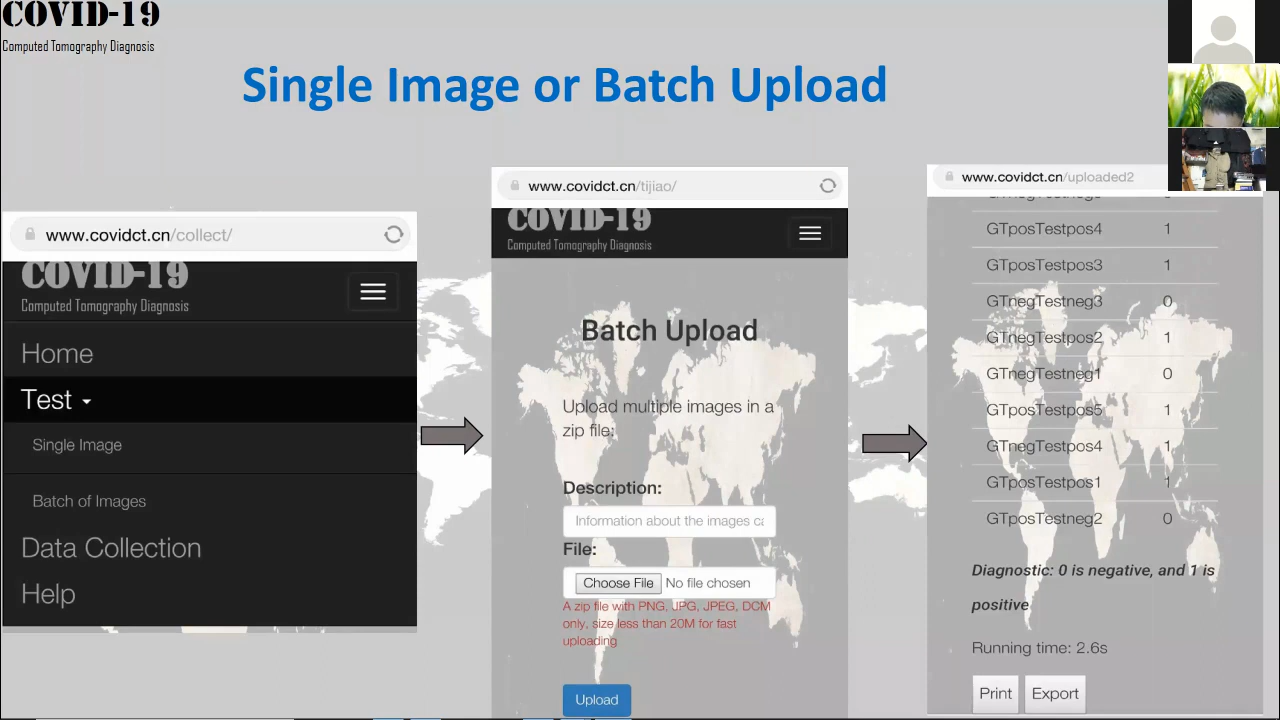 COVID-19
Computed Tomography Diagnosis
Single Image or Batch Upload
www.covidct.cn/collect/
COVID-19
Computed Tomography Diagnosis
Home
Test
Single Image
Batch of Images
Data Collection
Help
www.covidct.cn/tijiao/
COVID-19
Computed Tomography Diagnosis
Batch Upload
Upload multiple images in a
zip file:
Description:
Information about the images ca
File:
Choose File No file chosen
A zip file with PNG, JPG, JPEG, DCM
only, size less than 20M for fast
uploading
Upload
www.covidct.cn/uploaded2
GTposTestpos4 1
GTposTestpos3 1
GTnegTestneg3 0
GTnegTestpos2 1
GTnegTestneg1 0
GTposTestpos5 1
GTnegTestpos4 1
GTposTestpos1 1
GTposTestneg2 0
Diagnostic: 0 is negative, and 1 is
positive
Running time: 2.6s
Print Export